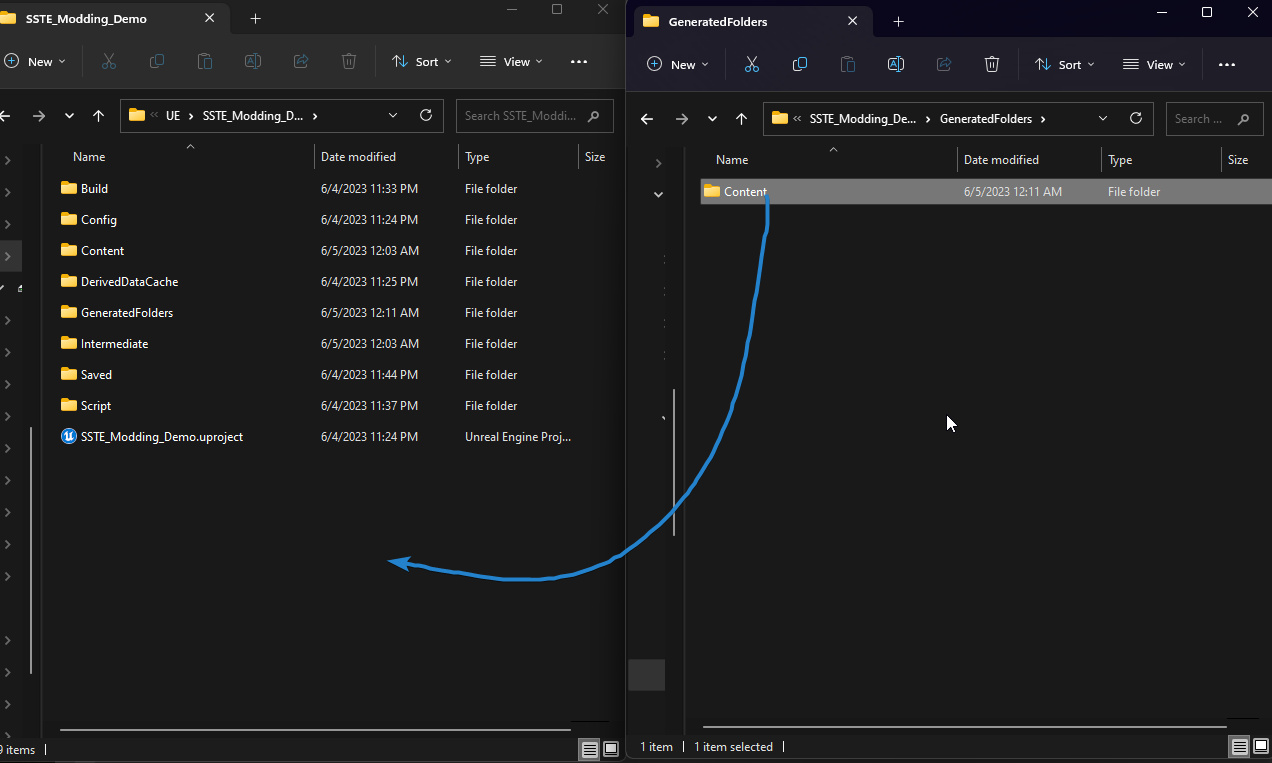 SSTE_Modding_Demo
New
Sort
View
UE > SSTE_Modding_D... >
Search SSTE_Moddi...
Name Date modified Type Size
Build 6/4/2023 11:33 PM File folder
Config 6/4/2023 11:24 PM File folder
Content 6/5/2023 12:03 AM File folder
DerivedDataCache 6/4/2023 11:25 PM File folder
GeneratedFolders 6/5/2023 12:11 AM File folder
Intermediate 6/5/2023 12:03 AM File folder
Saved 6/4/2023 11:44 PM File folder
Script 6/4/2023 11:37 PM File folder
SSTE_Modding_Demo.uproject 6/4/2023 11:24 PM Unreal Engine Proj...
9 items
GeneratedFolders
New
Sort
View
SSTE_Modding_De... > GeneratedFolders >
Search ...
Name Date modified Type Size
Content 6/5/2023 12:11 AM File folder
1 item 1 item selected